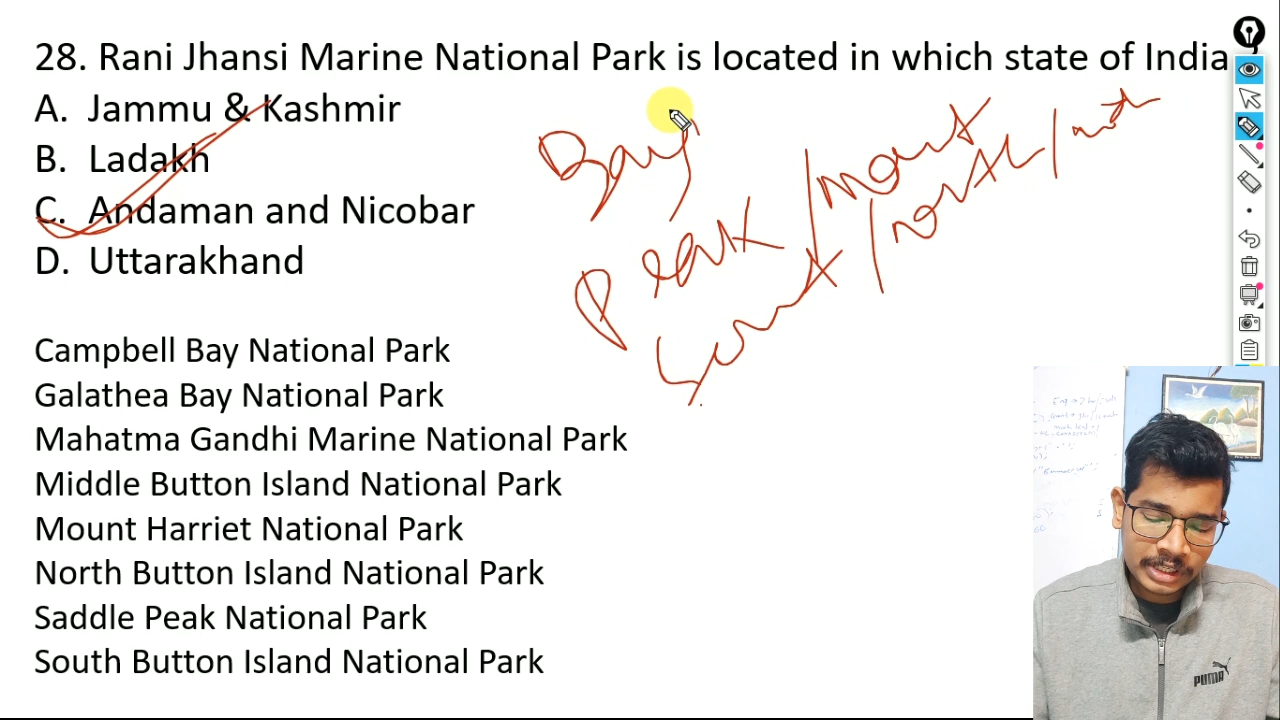 28. Rani Jhansi Marine National Park is located in which state of India
A. Jammu & Kashmir
B. Ladakh
C. Andaman and Nicobar
D. Uttarakhand
Bay
Peak / mount
/ north /
Campbell Bay National Park
Galathea Bay National Park
Mahatma Gandhi Marine National Park
Middle Button Island National Park
Mount Harriet National Park
North Button Island National Park
Saddle Peak National Park
South Button Island National Park
PUMA